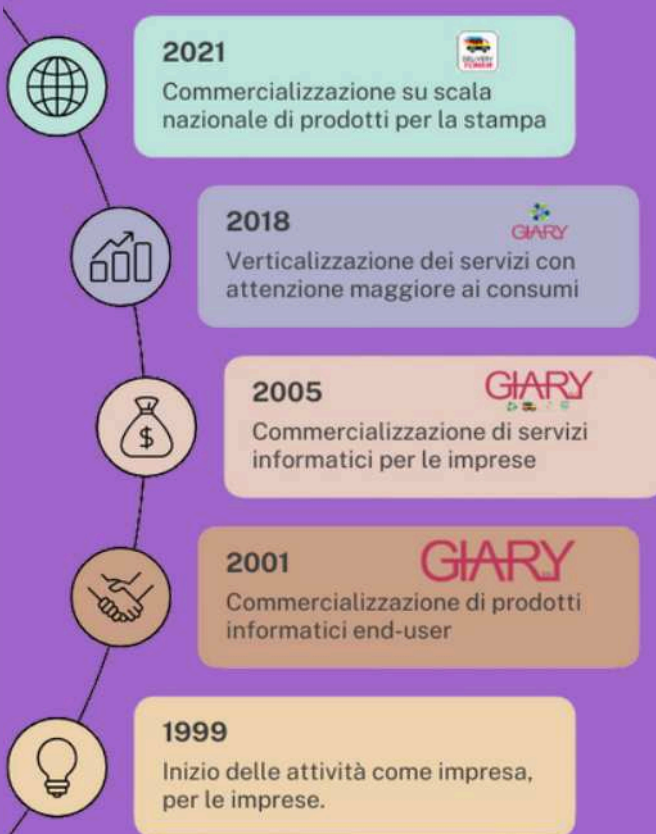 2021
DELIVERY
TONER
Commercializzazione su scala
nazionale di prodotti per la stampa
2018
GIARY
Verticalizzazione dei servizi con
attenzione maggiore ai consumi
2005
GIARY
Commercializzazione di servizi
informatici per le imprese
2001
GIARY
Commercializzazione di prodotti
informatici end-user
1999
Inizio delle attività come impresa,
per le imprese.